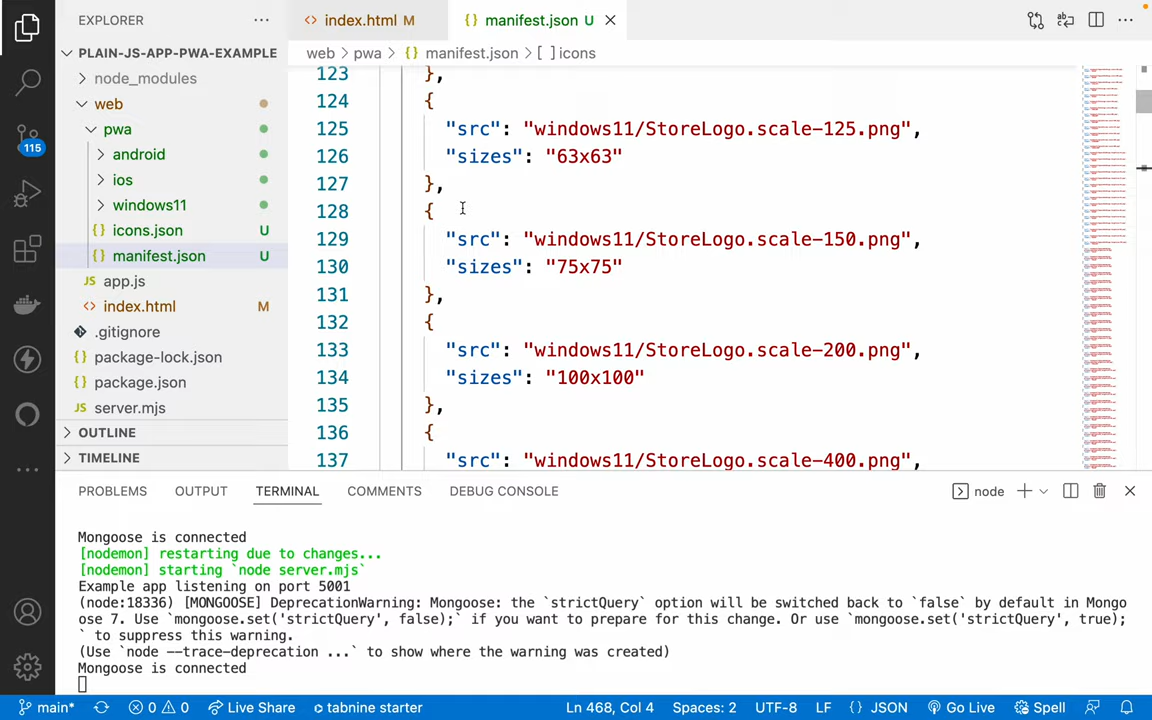 EXPLORER
index.html M
manifest.json U
PLAIN-JS-APP-PWA-EXAMPLE
node_modules
web
pwa
android
ios
windows11
icons.json U
manifest.json U
app.js
index.html M
.gitignore
package-lock.json
package.json
server.mjs
OUTLINE
TIMELINE
115
web > pwa > {} manifest.json > [ ] icons
123 },
124 {
125 "src": "windows11/StoreLogo.scale-125.png",
126 "sizes": "63x63"
127 },
128 {
129 "src": "windows11/StoreLogo.scale-150.png",
130 "sizes": "75x75"
131 },
132 {
133 "src": "windows11/StoreLogo.scale-200.png",
134 "sizes": "100x100"
135 },
136 {
137 "src": "windows11/StoreLogo.scale-400.png",
PROBLEMS OUTPUT TERMINAL COMMENTS DEBUG CONSOLE node
Mongoose is connected
[nodemon] restarting due to changes...
[nodemon] starting `node server.mjs`
Example app listening on port 5001
(node:18336) [MONGOOSE] DeprecationWarning: Mongoose: the `strictQuery` option will be switched back to `false` by default in Mongo
ose 7. Use `mongoose.set('strictQuery', false);` if you want to prepare for this change. Or use `mongoose.set('strictQuery', true);
` to suppress this warning.
(Use `node --trace-deprecation ...` to show where the warning was created)
Mongoose is connected
main* 0 0 Live Share tabnine starter Ln 468, Col 4 Spaces: 2 UTF-8 LF {} JSON Go Live Spell